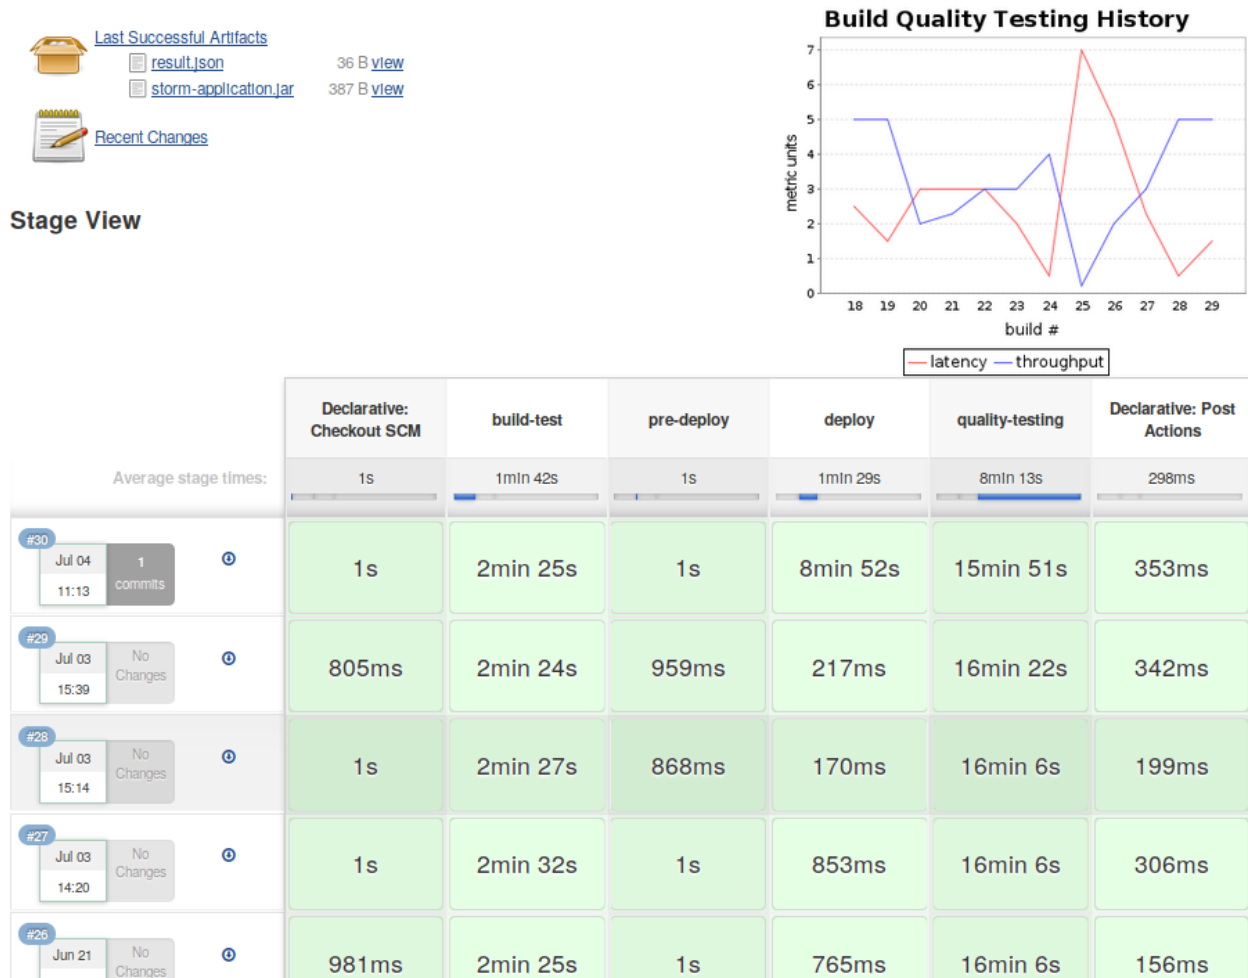 Last Successful Artifacts
result.json 36 B view
storm-application.jar 387 B view
Recent Changes
Stage View
Build Quality Testing History
metric units
7
6
5
4
3
2
1
0
18 19 20 21 22 23 24 25 26 27 28 29
build #
latency throughput
Declarative: Checkout SCM
build-test
pre-deploy
deploy
quality-testing
Declarative: Post Actions
Average stage times: 1s 1min 42s 1s 1min 29s 8min 13s 298ms
#30
Jul 04 11:13
1 commits
1s 2min 25s 1s 8min 52s 15min 51s 353ms
#29
Jul 03 15:39
No Changes
805ms 2min 24s 959ms 217ms 16min 22s 342ms
#28
Jul 03 15:14
No Changes
1s 2min 27s 868ms 170ms 16min 6s 199ms
#27
Jul 03 14:20
No Changes
1s 2min 32s 1s 853ms 16min 6s 306ms
#26
Jun 21
No Changes
981ms 2min 25s 1s 765ms 16min 6s 156ms